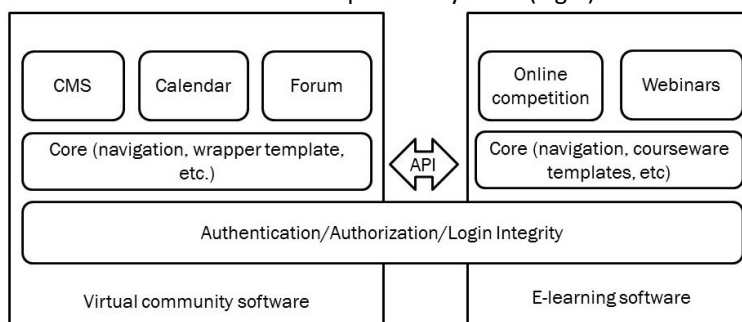 CMS
Calendar
Forum
Online
competition
Webinars
Core (navigation, wrapper template,
etc.)
API
Core (navigation, courseware
templates, etc)
Authentication/Authorization/Login Integrity
Virtual community software
E-learning software